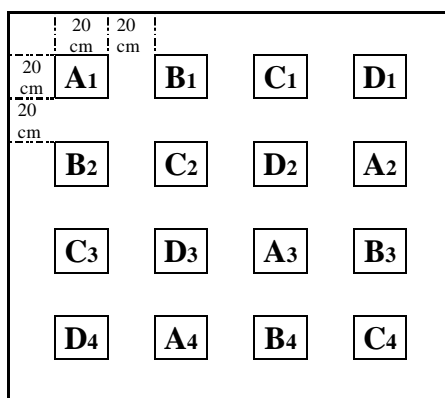 20 20
cm cm
20
cm
A1 B1 C1 D1
20
cm
B2 C2 D2 A2
C3 D3 A3 B3
D4 A4 B4 C4